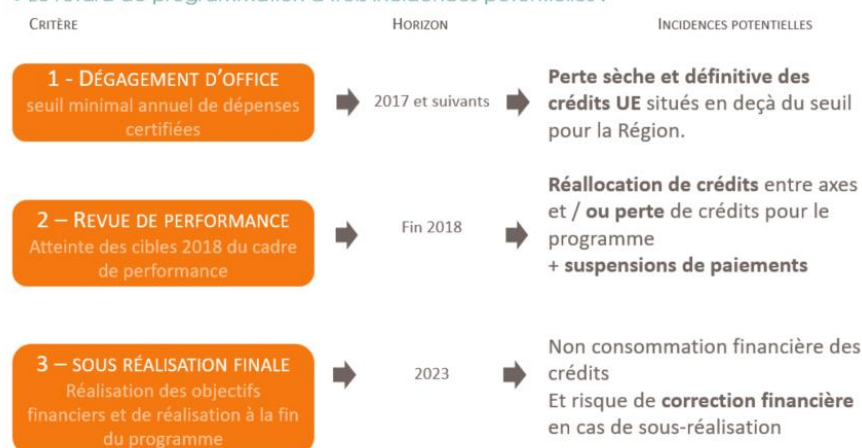 CRITÈRE
HORIZON
INCIDENCES POTENTIELLES
1 - DÉGAGEMENT D'OFFICE
seuil minimal annuel de dépenses
certifiées
2017 et suivants
Perte sèche et définitive des
crédits UE situés en deçà du seuil
pour la Région.
2 – REVUE DE PERFORMANCE
Atteinte des cibles 2018 du cadre
de performance
Fin 2018
Réallocation de crédits entre axes
et / ou perte de crédits pour le
programme
+ suspensions de paiements
3 – SOUS RÉALISATION FINALE
Réalisation des objectifs
financiers et de réalisation à la fin
du programme
2023
Non consommation financière des
crédits
Et risque de correction financière
en cas de sous-réalisation